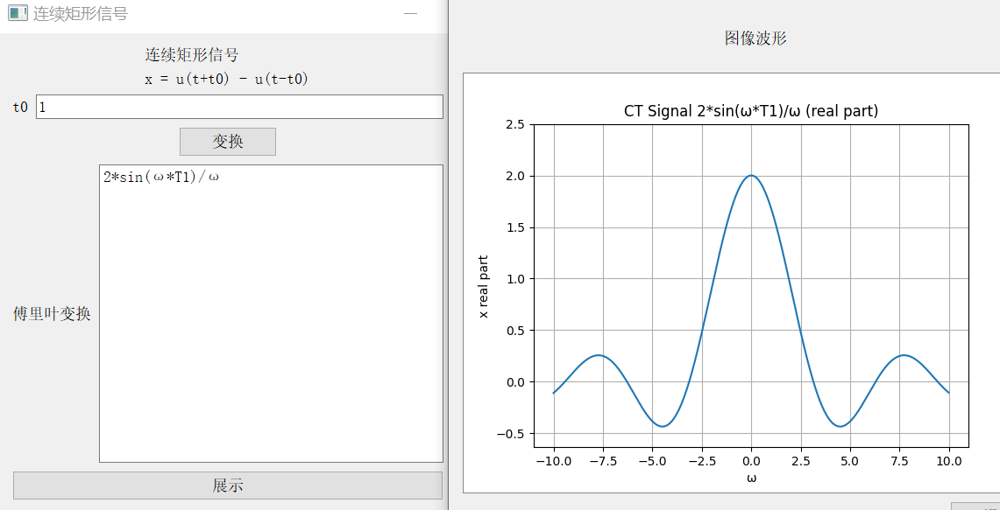 连续矩形信号
连续矩形信号
x = u(t+t0) - u(t-t0)
t0 1
变换
2*sin(ω*T1)/ω
傅里叶变换
展示
图像波形
CT Signal 2*sin(ω*T1)/ω (real part)
2.5
2.0
1.5
1.0
0.5
0.0
−0.5
x real part
−10.0 −7.5 −5.0 −2.5 0.0 2.5 5.0 7.5 10.0
ω